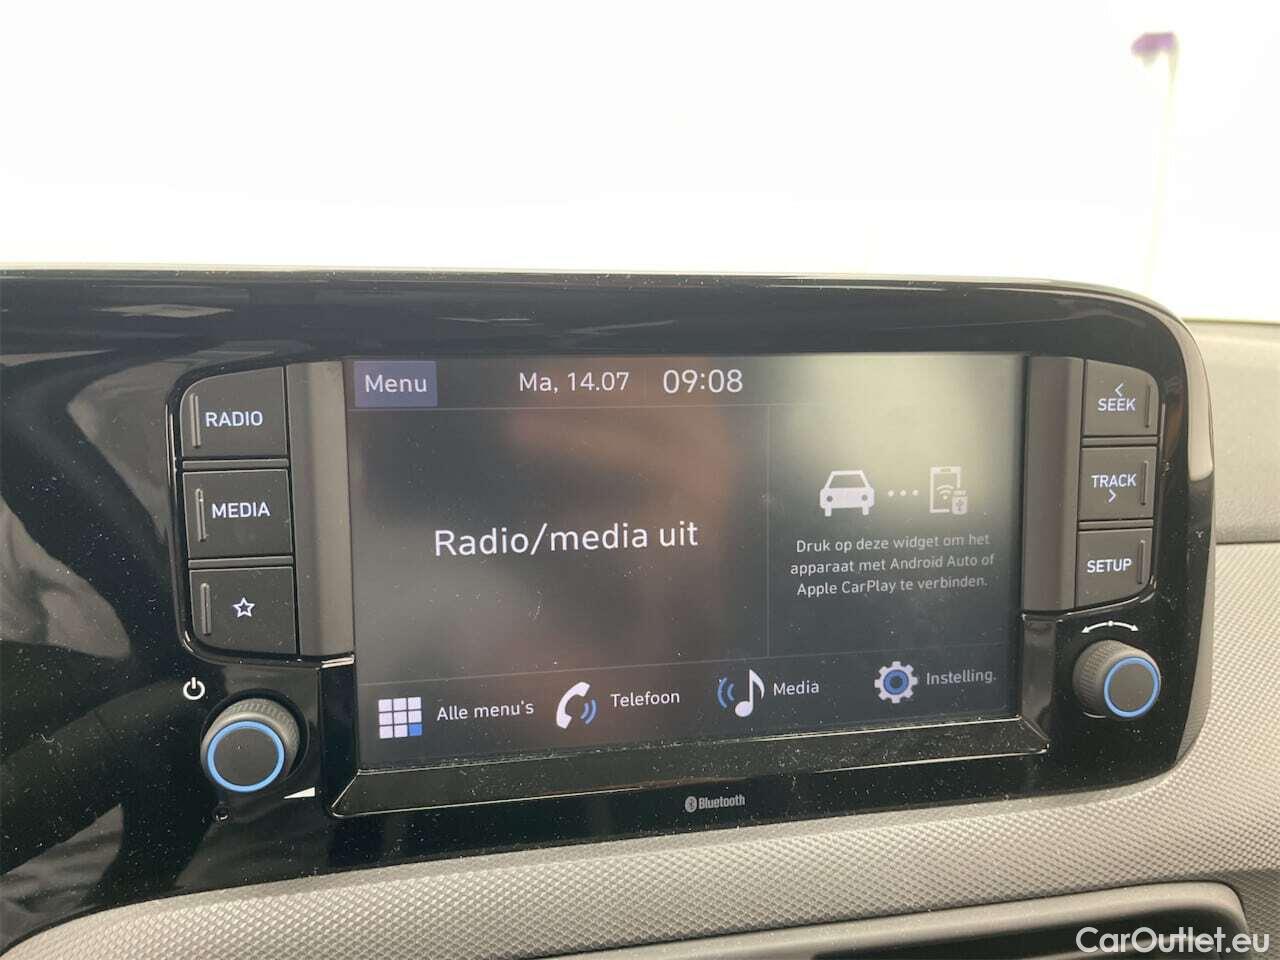 Menu
Ma, 14.07
09:08
RADIO
MEDIA
Radio/media uit
Druk op deze widget om het
apparaat met Android Auto of
Apple CarPlay te verbinden.
Alle menu's
Telefoon
Media
Instelling.
< SEEK
TRACK >
SETUP
Bluetooth
CarOutlet.eu